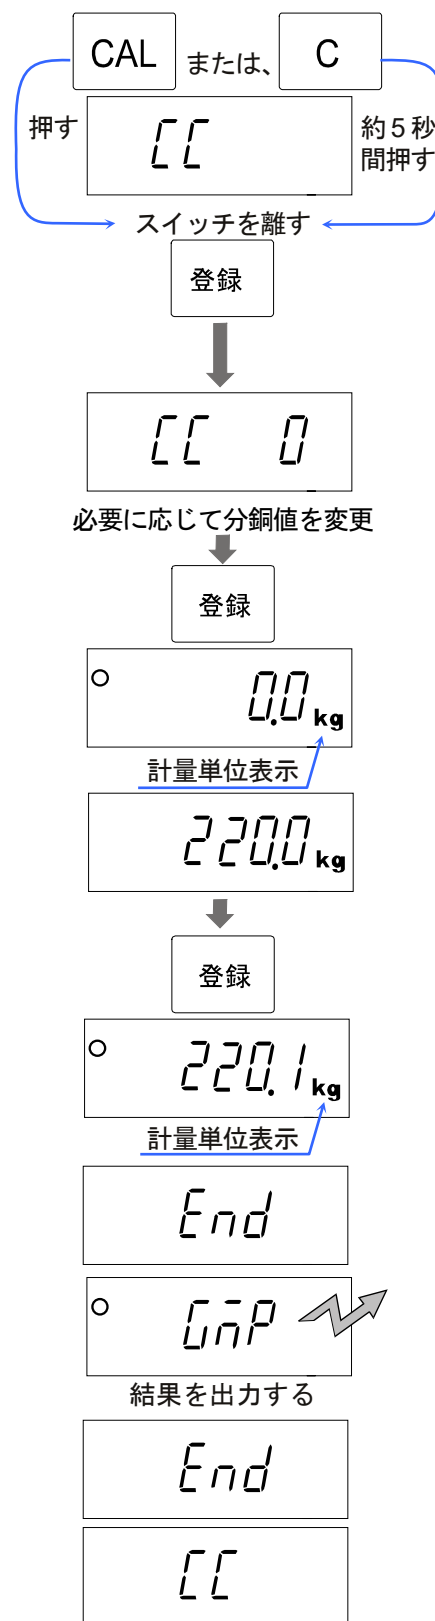 CAL または、 C
押す CC 約5秒
間押す
スイッチを離す
登録
CC 0
必要に応じて分銅値を変更
登録
0.0 kg
計量単位表示
220.0 kg
登録
220.1 kg
計量単位表示
End
GMP
結果を出力する
End
CC